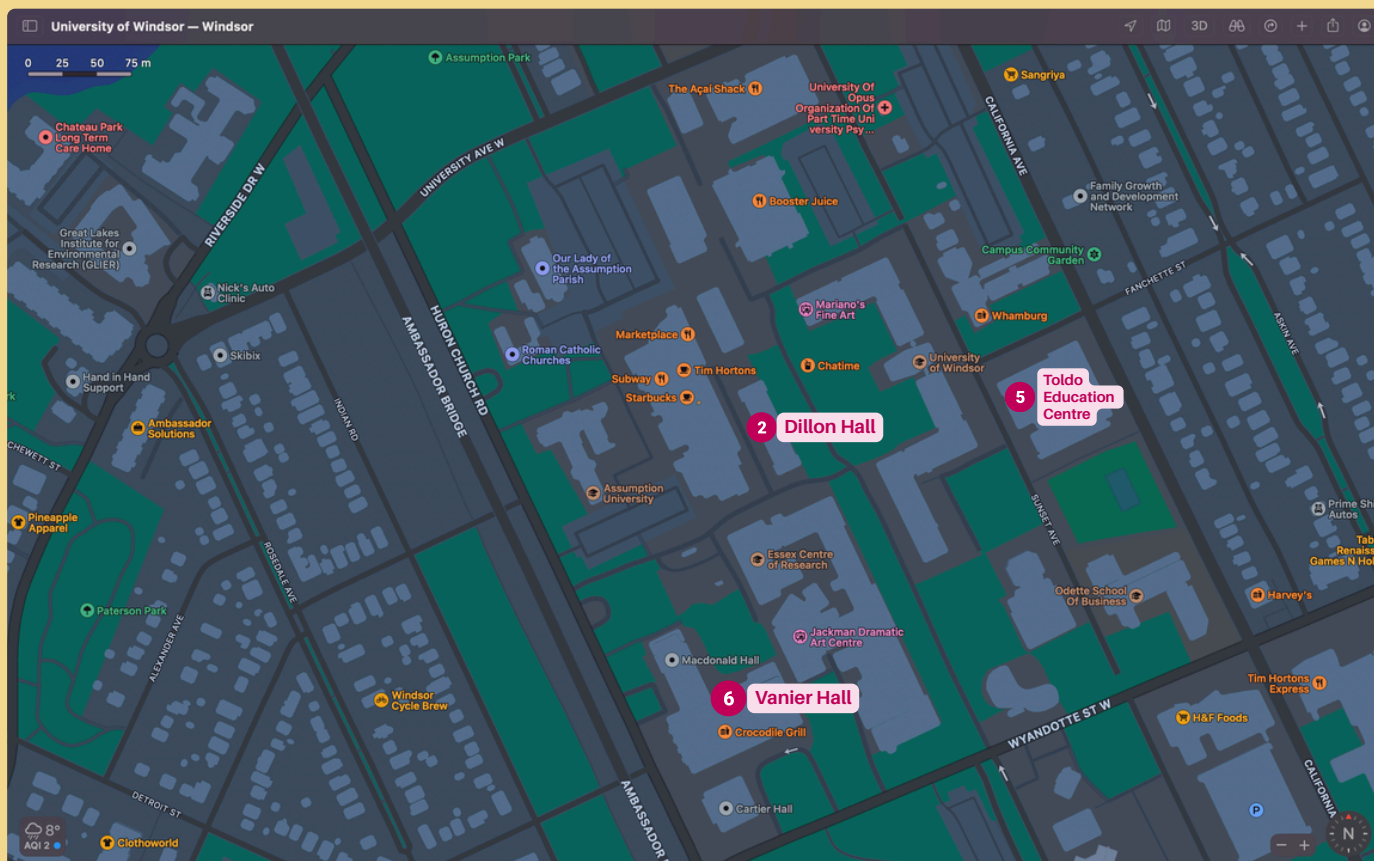 University of Windsor — Windsor
3D
0 25 50 75 m
Assumption Park
The Açaí Shack
University Of
Opus
Organization Of
Part Time Uni
versity Psy...
Sangriya
CALIFORNIA AVE
Chateau Park
Long Term
Care Home
RIVERSIDE DR W
UNIVERSITY AVE W
Booster Juice
Family Growth
and Development
Network
Great Lakes
Institute for
Environmental
Research (GLIER)
Our Lady of
the Assumption
Parish
Campus Community
Garden
FANCHETTE ST
Nick's Auto
Clinic
HURON CHURCH RD
AMBASSADOR BRIDGE
Mariano's
Fine Art
Whamburg
ASKIN AVE
Marketplace
Skibix
Roman Catholic
Churches
Tim Hortons
Subway
Starbucks
Chatime
University
of Windsor
Hand in Hand
Support
rk
5
Toldo
Education
Centre
INDIAN RD
Ambassador
Solutions
2
Dillon Hall
CHEWETT ST
Assumption
University
SUNSET AVE
Prime Sh
Autos
Pineapple
Apparel
Tab
Renaiss
Games N Hol
ROSEDALE AVE
Essex Centre
of Research
Odette School
Of Business
Harvey's
Paterson Park
ALEXANDER AVE
Jackman Dramatic
Art Centre
Macdonald Hall
6
Vanier Hall
Windsor
Cycle Brew
Crocodile Grill
WYANDOTTE ST W
Tim Hortons
Express
H&F Foods
DETROIT ST
AMBASSADOR
Cartier Hall
CALIFORNIA
P
8°
AQI 2
Clothoworld
N